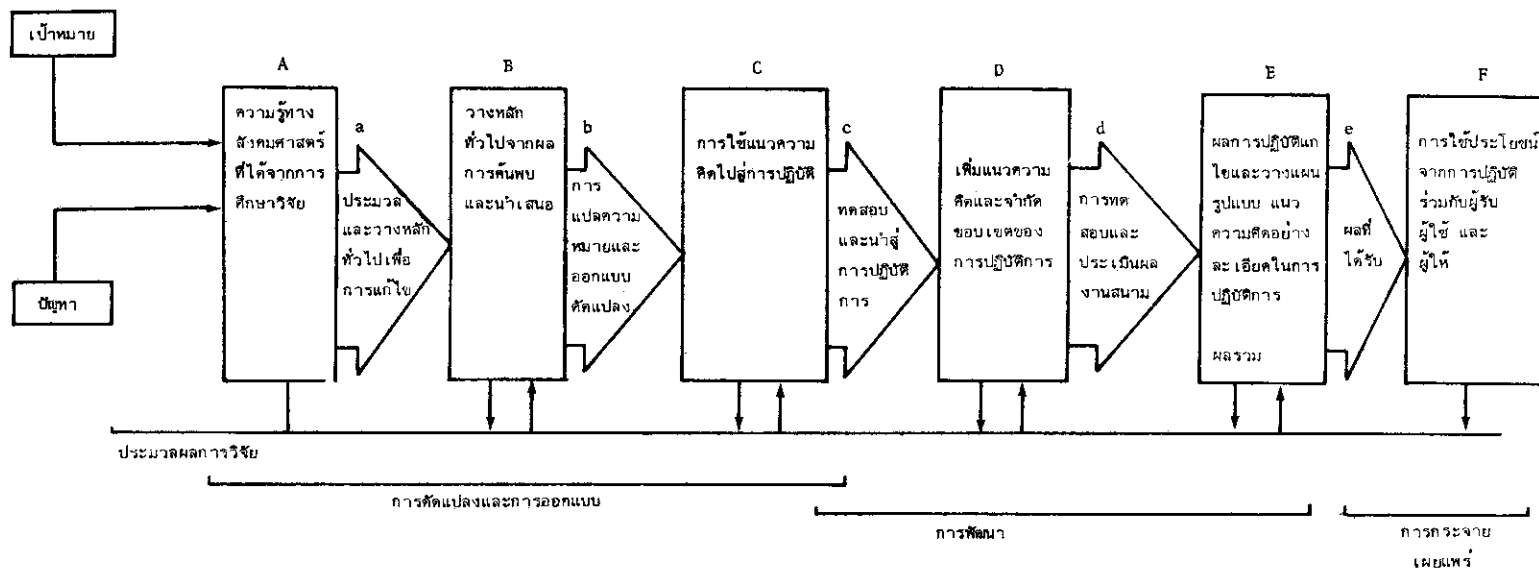 เป้าหมาย
ปัญหา
A
ความรู้ทาง
สังคมศาสตร์
ที่ได้จากการ
ศึกษาวิจัย
a
ประมวล
และวางหลัก
ทั่วไปเพื่อ
การแก้ไข
B
วางหลัก
ทั่วไปจากผล
การค้นพบ
และนำเสนอ
b
การ
แปลความ
หมายและ
ออกแบบ
ดัดแปลง
C
การใช้แนวความ
คิดไปสู่การปฏิบัติ
c
ทดสอบ
และนำสู่
การปฏิบัติ
การ
D
เพิ่มแนวความ
คิดและจำกัด
ขอบเขตของ
การปฏิบัติการ
d
การทด
สอบและ
ประเมินผล
งานสนาม
E
ผลการปฏิบัติแก
ไขและวางแผน
รูปแบบ แนว
ความคิดอย่าง
ละเอียดในการ
ปฏิบัติการ
ผลรวม
e
ผลที่
ได้รับ
F
การใช้ประโยชน์
จากการปฏิบัติ
ร่วมกับผู้รับ
ผู้ใช้ และ
ผู้ให้
ประมวลผลการวิจัย
การดัดแปลงและการออกแบบ
การพัฒนา
การกระจาย
เผยแพร่